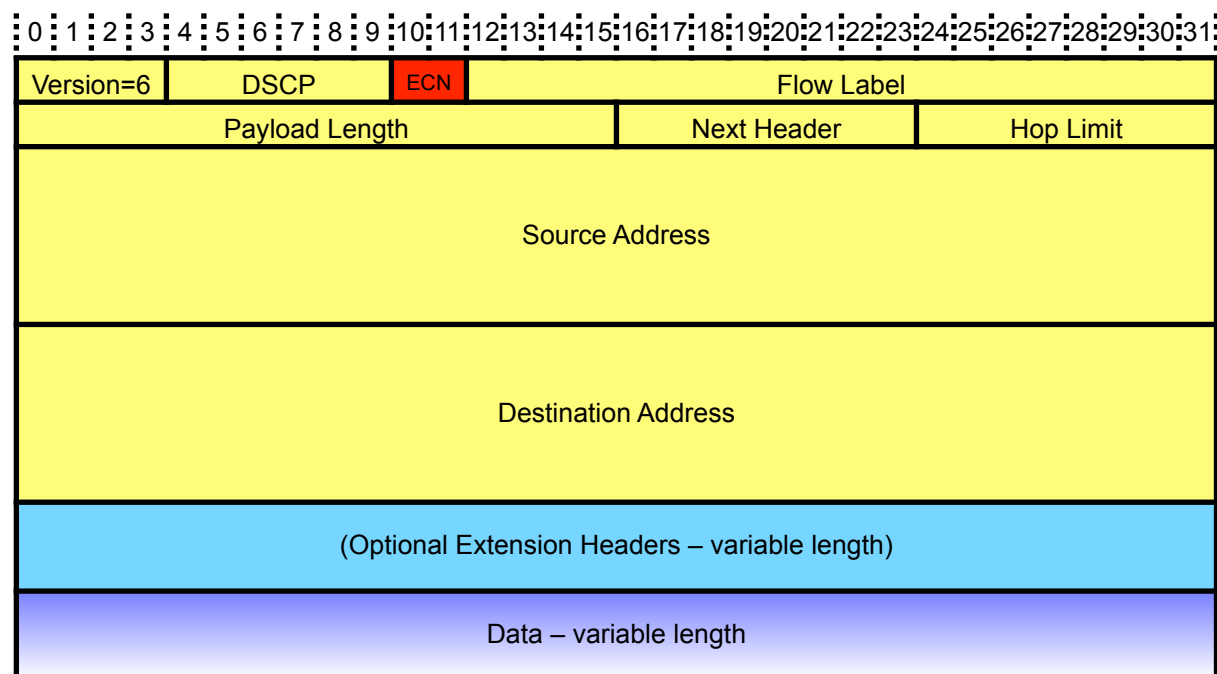 0 1 2 3 4 5 6 7 8 9 10 11 12 13 14 15 16 17 18 19 20 21 22 23 24 25 26 27 28 29 30 31
Version=6 DSCP ECN Flow Label
Payload Length Next Header Hop Limit
Source Address
Destination Address
(Optional Extension Headers – variable length)
Data – variable length